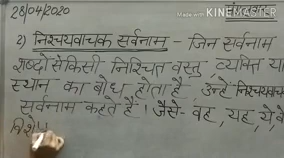 28/04/2020
Made with KINEMASTER
2) निश्चयवाचक सर्वनाम - जिन सर्वनाम
शब्दों से किसी निश्चित वस्तु व्यक्ति या
स्थान का बोध होता है उन्हें निश्चयवाचक
सर्वनाम कहते हैं। जैसे- वह, यह, ये, वे